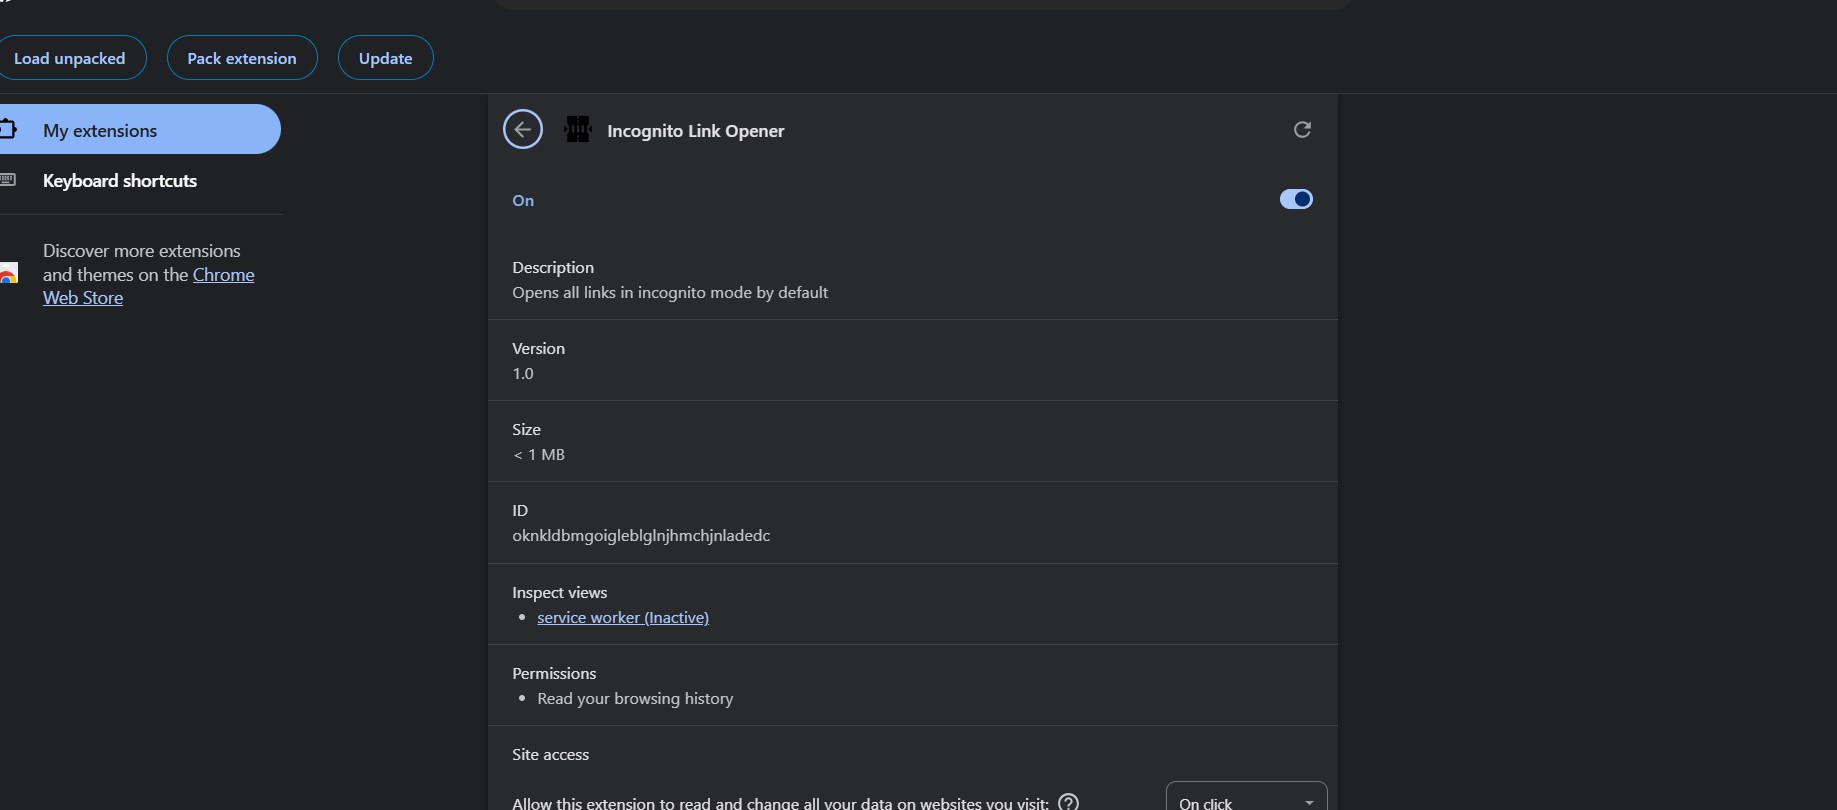 Load unpacked
Pack extension
Update
My extensions
Keyboard shortcuts
Discover more extensions
and themes on the Chrome
Web Store
Incognito Link Opener
On
Description
Opens all links in incognito mode by default
Version
1.0
Size
< 1 MB
ID
oknkldbmgoigleblglnjhmchjnladedc
Inspect views
• service worker (Inactive)
Permissions
• Read your browsing history
Site access
Allow this extension to read and change all your data on websites you visit:
On click